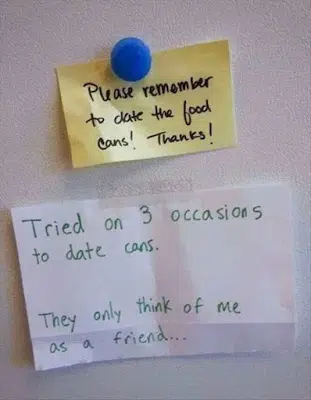 Please remember
to date the food
cans! Thanks!
Tried on 3 occasions
to date cans.
They only think of me
as a friend...